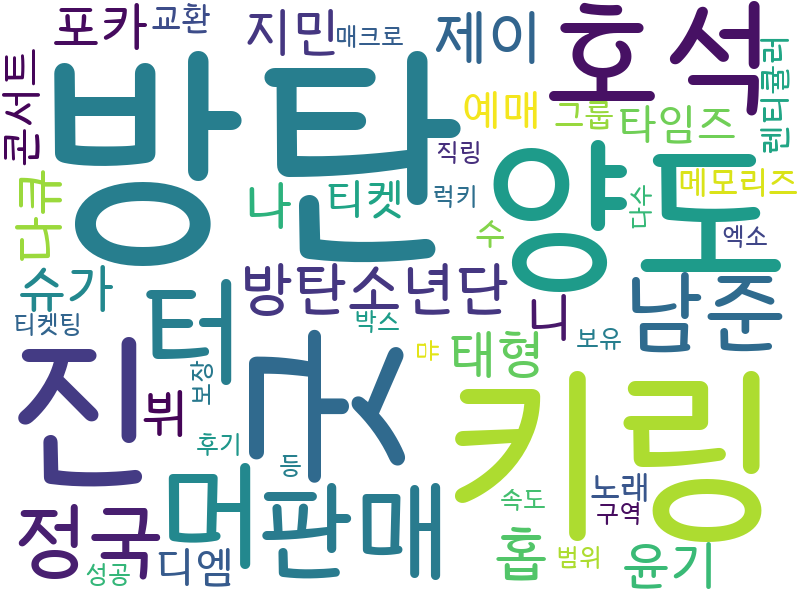 포카
교환
지민
매크로
제이
호석
렌티큘러
콘서트
방탄
예매
그룹
타임즈
직링
양도
메모리즈
다큐
나
티켓
럭키
수
다수
엑소
슈가
터
방탄소년단
니
남준
티켓팅
박스
먀
태형
보유
진
뷔
보장
굿
키링
후기
등
머
판매
정국
디엠
성공
속도
노래
구역
홉
범위
윤기